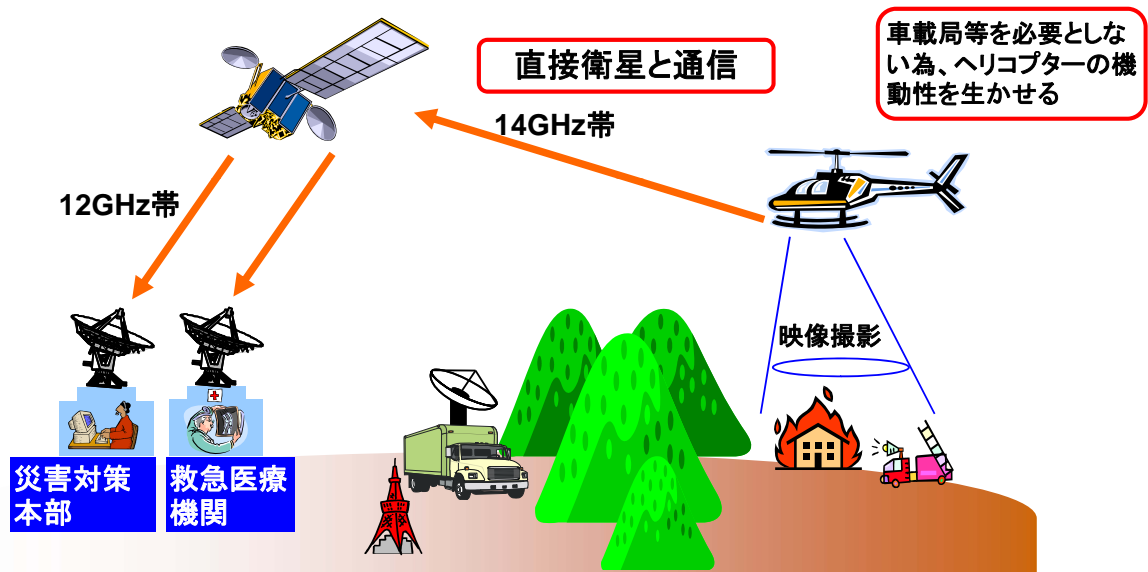 直接衛星と通信
車載局等を必要としな
い為、ヘリコプターの機
動性を生かせる
14GHz帯
12GHz帯
映像撮影
災害対策
本部
救急医療
機関